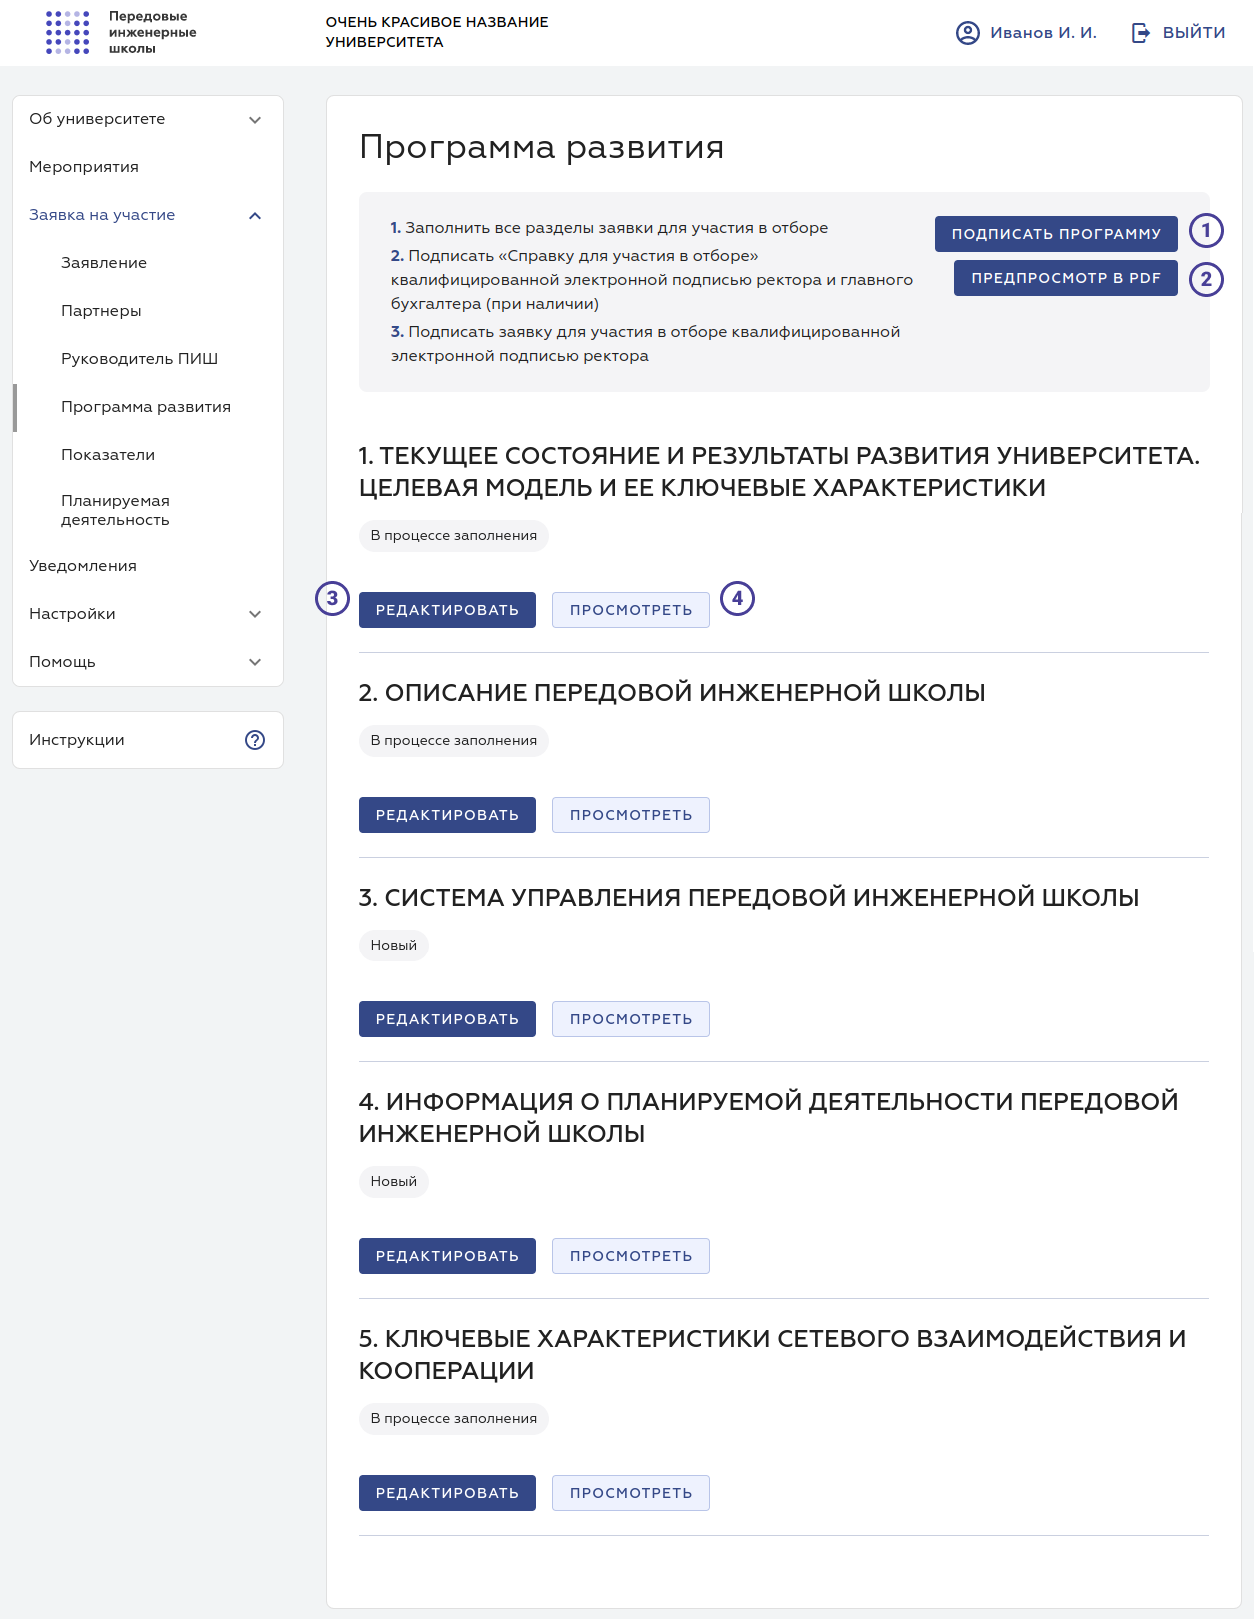 Передовые
инженерные
школы
ОЧЕНЬ КРАСИВОЕ НАЗВАНИЕ
УНИВЕРСИТЕТА
Иванов И. И.
ВЫЙТИ
Об университете
Мероприятия
Заявка на участие
Заявление
Партнеры
Руководитель ПИШ
Программа развития
Показатели
Планируемая
деятельность
Уведомления
Настройки
Помощь
Инструкции
Программа развития
1. Заполнить все разделы заявки для участия в отборе
2. Подписать «Справку для участия в отборе»
квалифицированной электронной подписью ректора и главного
бухгалтера (при наличии)
3. Подписать заявку для участия в отборе квалифицированной
электронной подписью ректора
ПОДПИСАТЬ ПРОГРАММУ
1
ПРЕДПРОСМОТР В PDF
2
1. ТЕКУЩЕЕ СОСТОЯНИЕ И РЕЗУЛЬТАТЫ РАЗВИТИЯ УНИВЕРСИТЕТА.
ЦЕЛЕВАЯ МОДЕЛЬ И ЕЕ КЛЮЧЕВЫЕ ХАРАКТЕРИСТИКИ
В процессе заполнения
3
РЕДАКТИРОВАТЬ
ПРОСМОТРЕТЬ
4
2. ОПИСАНИЕ ПЕРЕДОВОЙ ИНЖЕНЕРНОЙ ШКОЛЫ
В процессе заполнения
РЕДАКТИРОВАТЬ
ПРОСМОТРЕТЬ
3. СИСТЕМА УПРАВЛЕНИЯ ПЕРЕДОВОЙ ИНЖЕНЕРНОЙ ШКОЛЫ
Новый
РЕДАКТИРОВАТЬ
ПРОСМОТРЕТЬ
4. ИНФОРМАЦИЯ О ПЛАНИРУЕМОЙ ДЕЯТЕЛЬНОСТИ ПЕРЕДОВОЙ
ИНЖЕНЕРНОЙ ШКОЛЫ
Новый
РЕДАКТИРОВАТЬ
ПРОСМОТРЕТЬ
5. КЛЮЧЕВЫЕ ХАРАКТЕРИСТИКИ СЕТЕВОГО ВЗАИМОДЕЙСТВИЯ И
КООПЕРАЦИИ
В процессе заполнения
РЕДАКТИРОВАТЬ
ПРОСМОТРЕТЬ